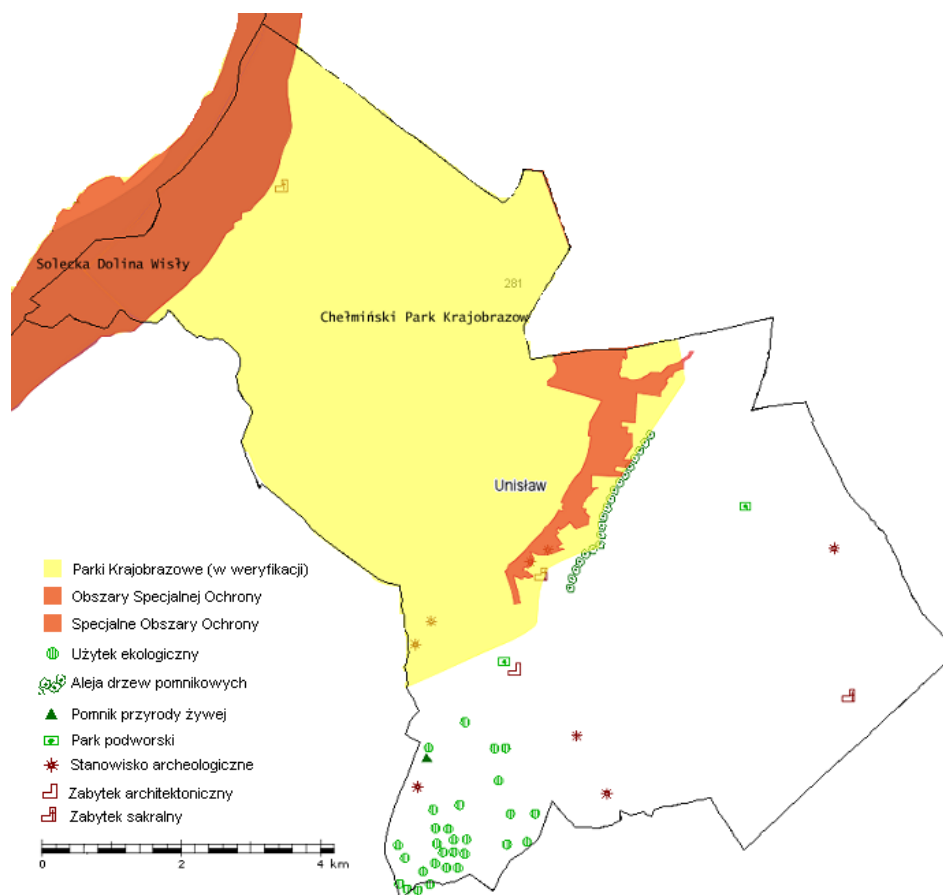 Solecka Dolina Wisły
281
Chełmiński Park Krajobrazow
Unisław
Parki Krajobrazowe (w weryfikacji)
Obszary Specjalnej Ochrony
Specjalne Obszary Ochrony
Użytek ekologiczny
Aleja drzew pomnikowych
Pomnik przyrody żywej
Park podworski
Stanowisko archeologiczne
Zabytek architektoniczny
Zabytek sakralny
0 2 4 km